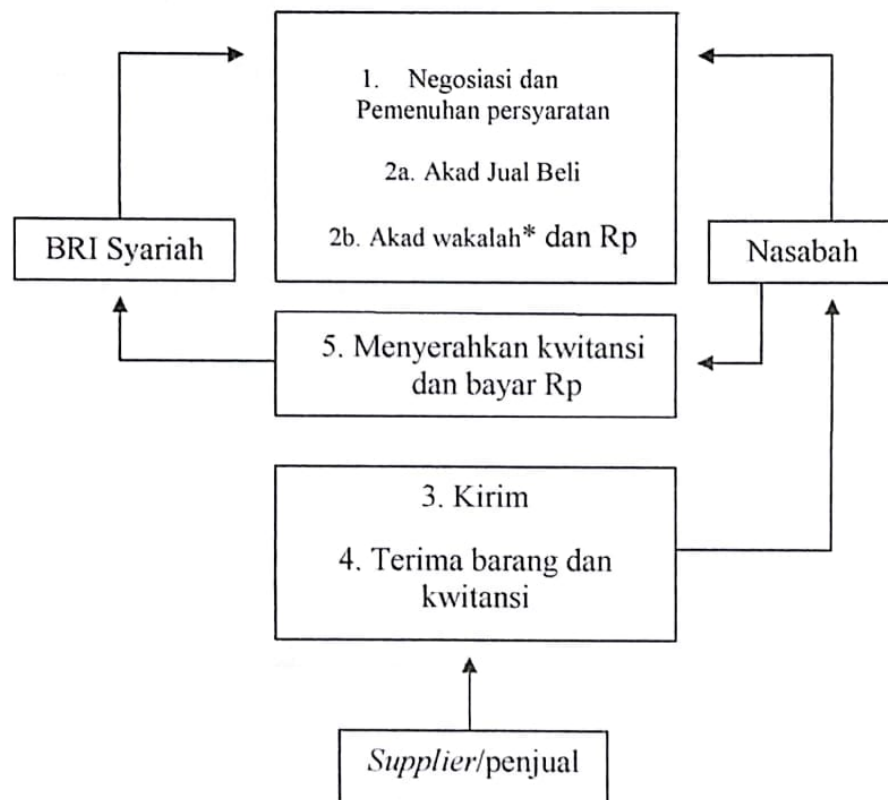 1. Negosiasi dan
Pemenuhan persyaratan
2a. Akad Jual Beli
2b. Akad wakalah* dan Rp
BRI Syariah
Nasabah
5. Menyerahkan kwitansi
dan bayar Rp
3. Kirim
4. Terima barang dan
kwitansi
Supplier/penjual